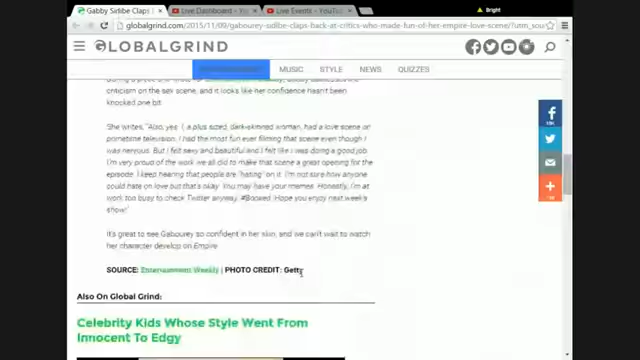 Gabby Sidibe Claps
Live Dashboard - Yo
Live Events - YouTu
Bright
globalgrind.com/2015/11/09/gabourey-sidibe-claps-back-at-critics-who-made-fun-of-her-empire-love-scene/?utm_sou
GLOBALGRIND
MUSIC STYLE NEWS QUIZZES
criticism on the sex scene, and it looks like her confidence hasn't been
knocked one bit.
She writes, "Also, yes. I, a plus sized, dark-skinned woman, had a love scene on
primetime television. I had the most fun ever filming that scene even though I
was nervous. But I felt sexy and beautiful and I felt like I was doing a good job.
I'm very proud of the work we all did to make that scene a great opening for the
episode. I keep hearing that people are "hating" on it. I'm not sure how anyone
could hate on love but that's okay. You may have your memes. Honestly, I'm at
work too busy to check Twitter anyway. #Booked. Hope you enjoy next week's
show!"
It's great to see Gabourey so confident in her skin, and we can't wait to watch
her character develop on Empire.
SOURCE: Entertainment Weekly | PHOTO CREDIT: Getty
Also On Global Grind:
Celebrity Kids Whose Style Went From
Innocent To Edgy